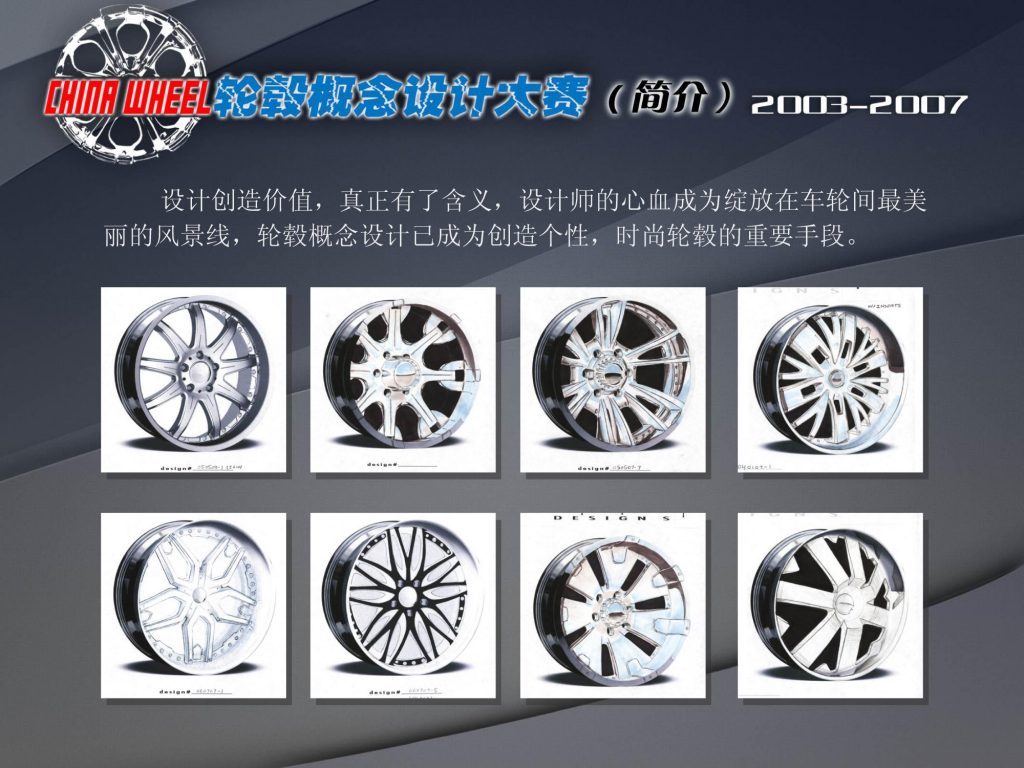 CHINA WHEEL轮毂概念设计大赛（简介）2003-2007
设计创造价值，真正有了含义，设计师的心血成为绽放在车轮间最美
丽的风景线，轮毂概念设计已成为创造个性，时尚轮毂的重要手段。
IGNS
design#
design#
design#
DESIGNS
IGNS
design#
design#